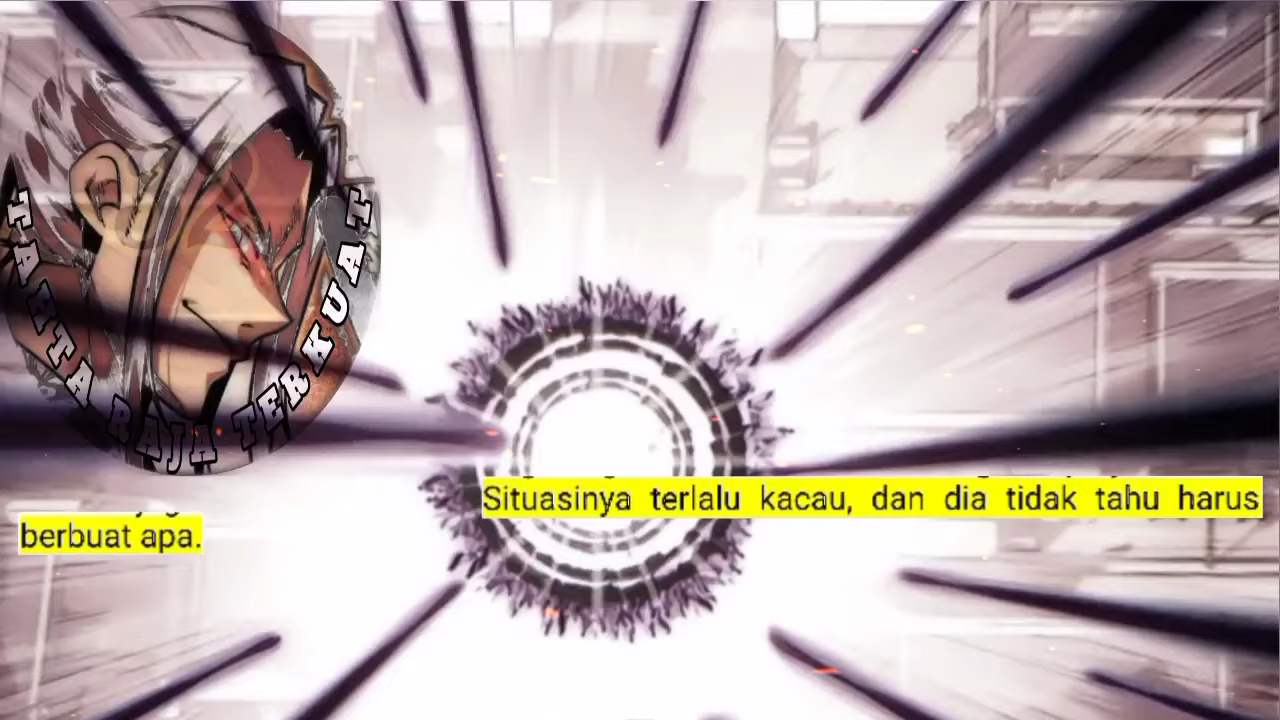 TAHTA RAJA TERKUAT
Situasinya terlalu kacau, dan dia tidak tahu harus
berbuat apa.